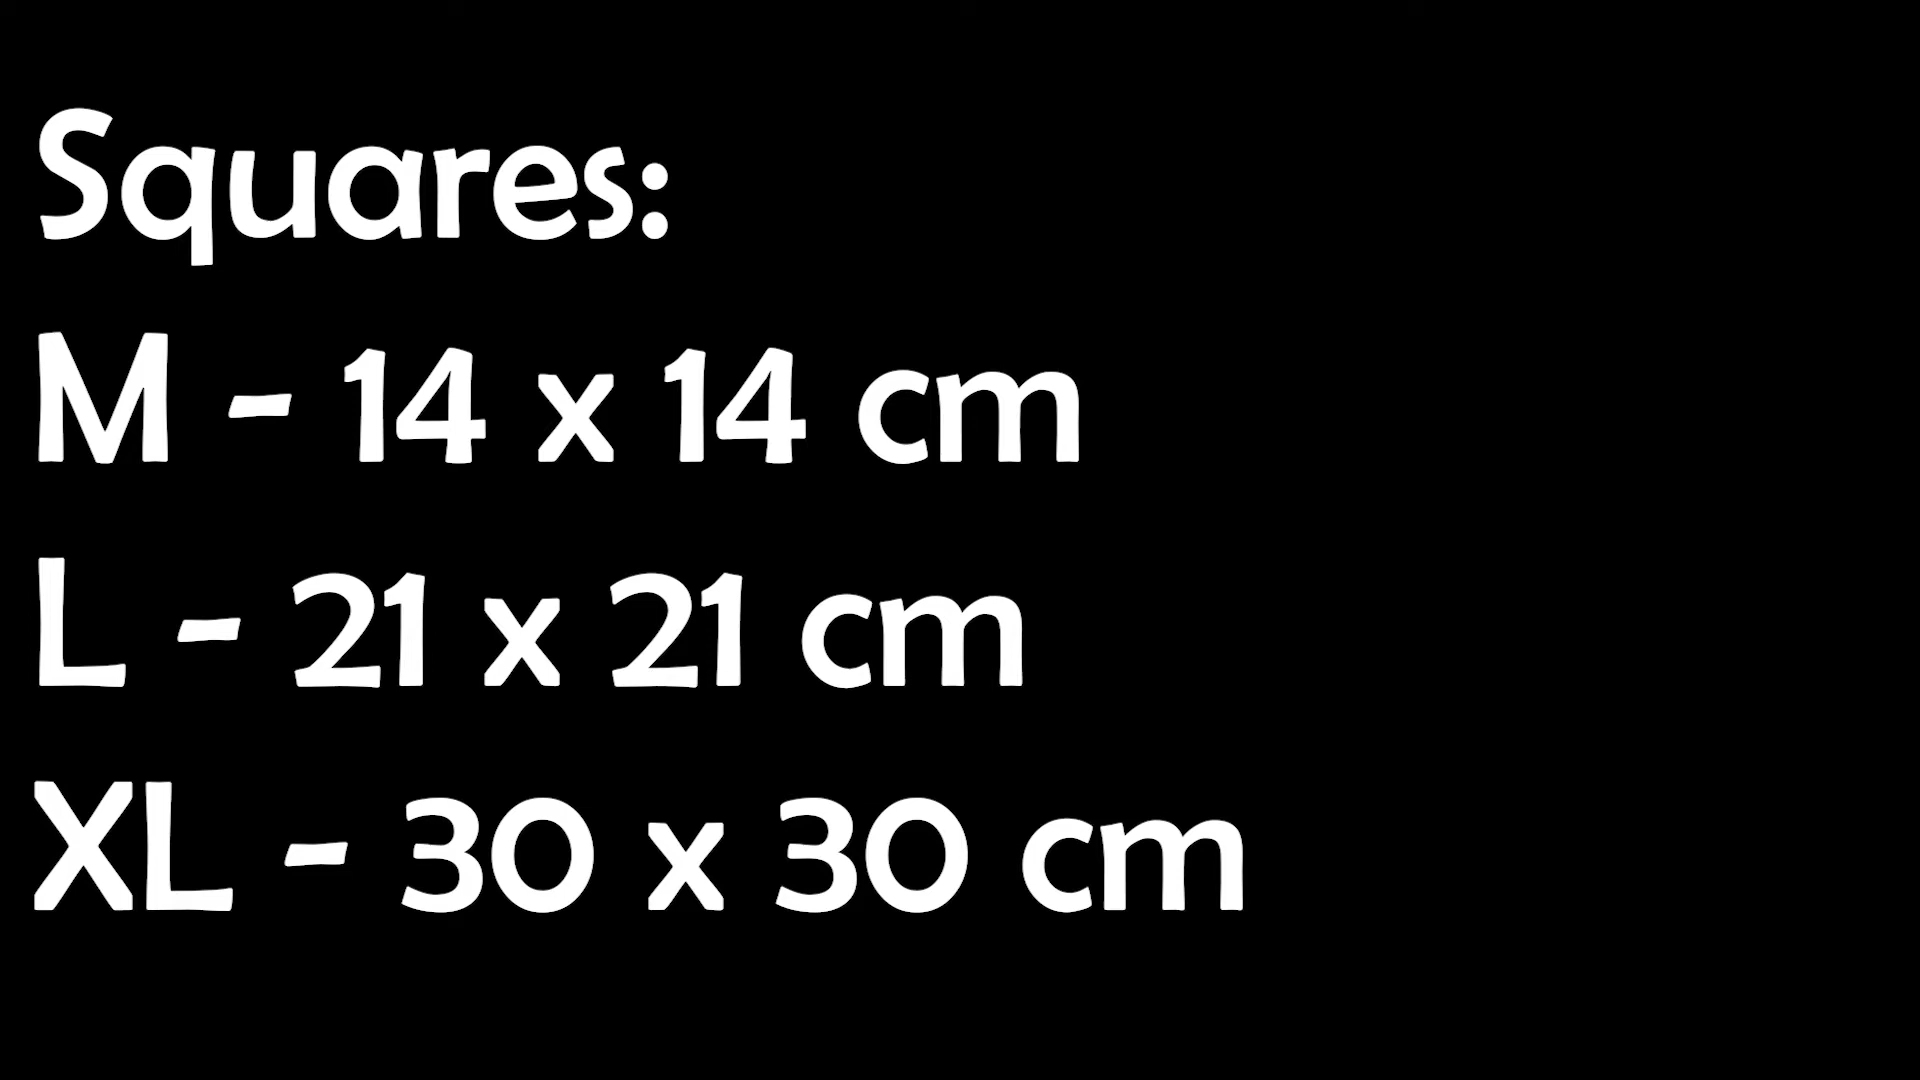 Squares:
M - 14 x 14 cm
L - 21 x 21 cm
XL - 30 x 30 cm